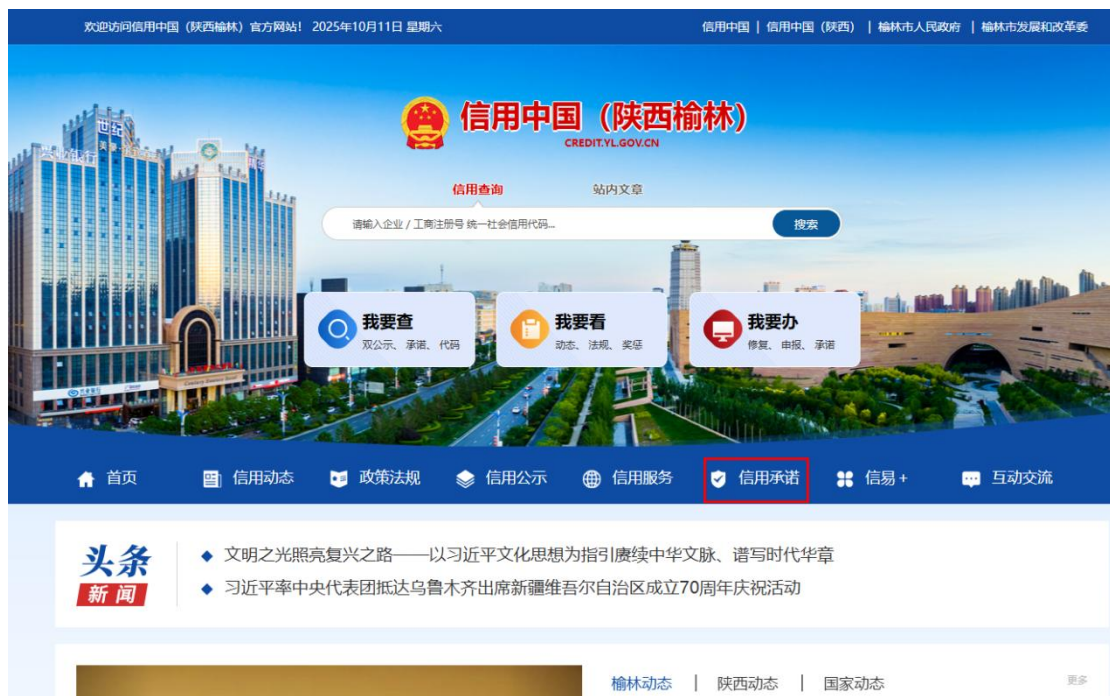 欢迎访问信用中国（陕西榆林）官方网站！ 2025年10月11日 星期六
信用中国 | 信用中国（陕西） | 榆林市人民政府 | 榆林市发展和改革委
信用中国（陕西榆林）
CREDIT.YL.GOV.CN
信用查询 站内文章
请输入企业 / 工商注册号 统一社会信用代码... 搜索
我要查
双公示、承诺、代码
我要看
动态、法规、奖惩
我要办
修复、申报、承诺
首页 信用动态 政策法规 信用公示 信用服务 信用承诺 信易+ 互动交流
头条
新闻
文明之光照亮复兴之路——以习近平文化思想为指引赓续中华文脉、谱写时代华章
习近平率中央代表团抵达乌鲁木齐出席新疆维吾尔自治区成立70周年庆祝活动
榆林动态 | 陕西动态 | 国家动态 更多